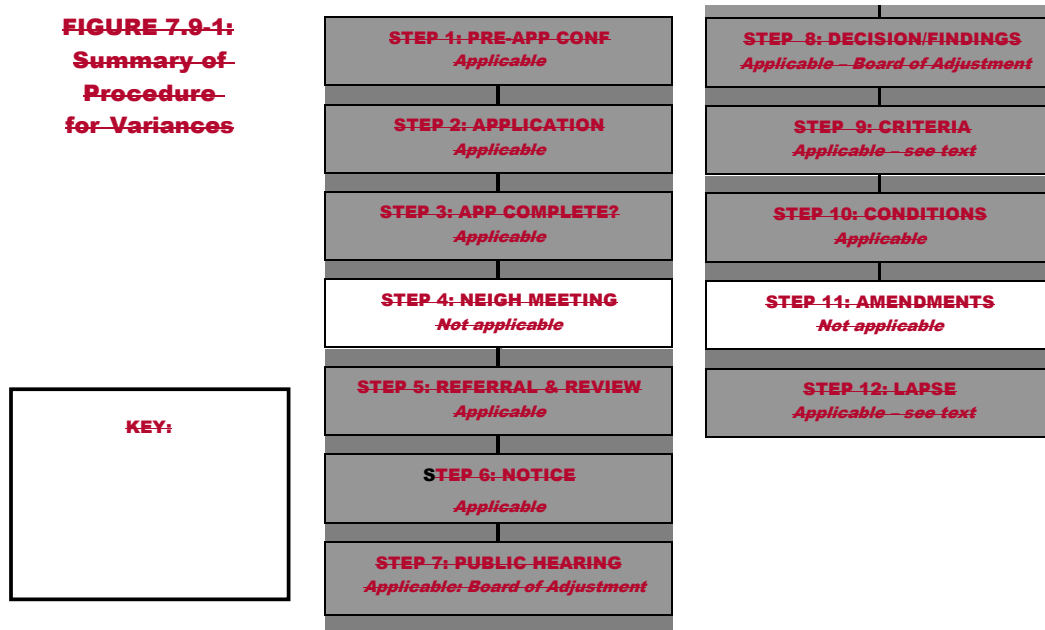 FIGURE 7.9-1:
Summary of
Procedure
for Variances
KEY:
STEP 1: PRE-APP CONF
Applicable
STEP 2: APPLICATION
Applicable
STEP 3: APP COMPLETE?
Applicable
STEP 4: NEIGH MEETING
Not applicable
STEP 5: REFERRAL & REVIEW
Applicable
STEP 6: NOTICE
Applicable
STEP 7: PUBLIC HEARING
Applicable: Board of Adjustment
STEP 8: DECISION/FINDINGS
Applicable – Board of Adjustment
STEP 9: CRITERIA
Applicable – see text
STEP 10: CONDITIONS
Applicable
STEP 11: AMENDMENTS
Not applicable
STEP 12: LAPSE
Applicable – see text